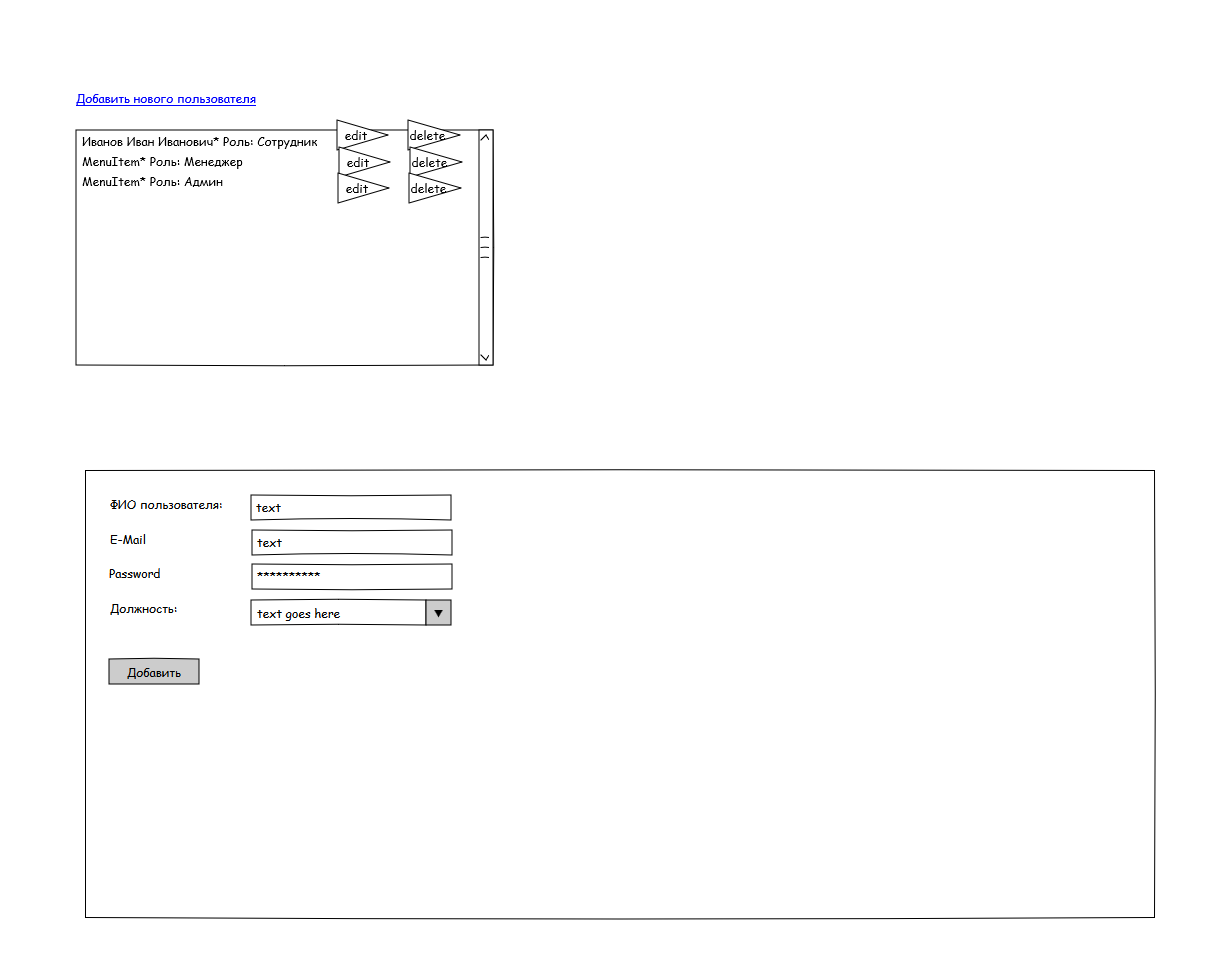 Добавить нового пользователя
Иванов Иван Иванович* Роль: Сотрудник edit delete
MenuItem* Роль: Менеджер edit delete
MenuItem* Роль: Админ edit delete
ФИО пользователя: text
E-Mail text
Password **********
Должность: text goes here
Добавить